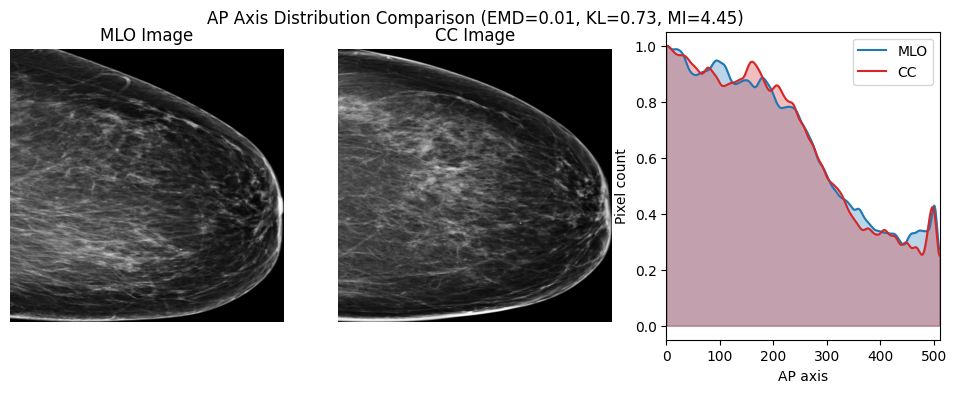 AP Axis Distribution Comparison (EMD=0.01, KL=0.73, MI=4.45)
MLO Image
CC Image
MLO
CC
Pixel count
1.0
0.8
0.6
0.4
0.2
0.0
0 100 200 300 400 500
AP axis